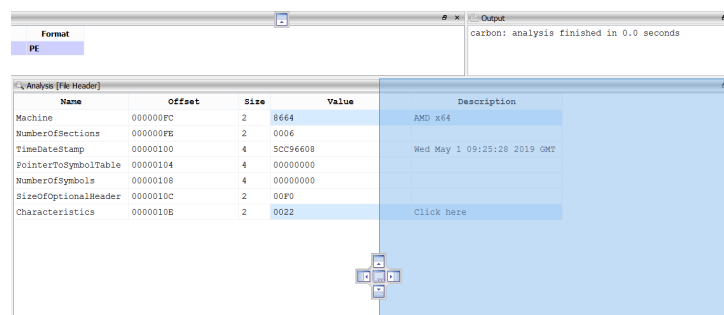 Output
Format
carbon: analysis finished in 0.0 seconds
PE
Analysis [File Header]
Name Offset Size Value Description
Machine 000000FC 2 8664 AMD x64
NumberOfSections 000000FE 2 0006
TimeDateStamp 00000100 4 5CC96608 Wed May 1 09:25:28 2019 GMT
PointerToSymbolTable 00000104 4 00000000
NumberOfSymbols 00000108 4 00000000
SizeOfOptionalHeader 0000010C 2 00F0
Characteristics 0000010E 2 0022 Click here